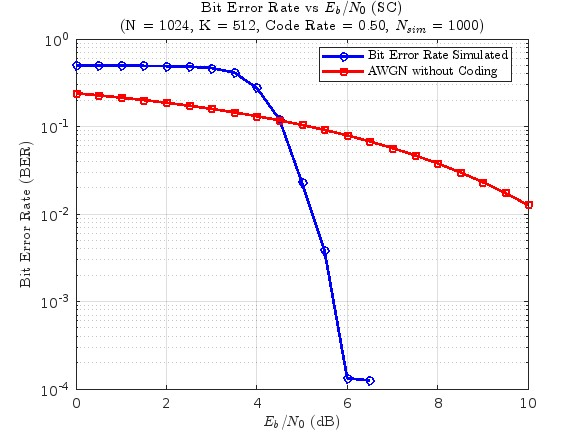 Bit Error Rate vs E_b/N_0 (SC)
(N = 1024, K = 512, Code Rate = 0.50, N_sim = 1000)
Bit Error Rate Simulated
AWGN without Coding
Bit Error Rate (BER)
10^0
10^-1
10^-2
10^-3
10^-4
0 2 4 6 8 10
E_b/N_0 (dB)